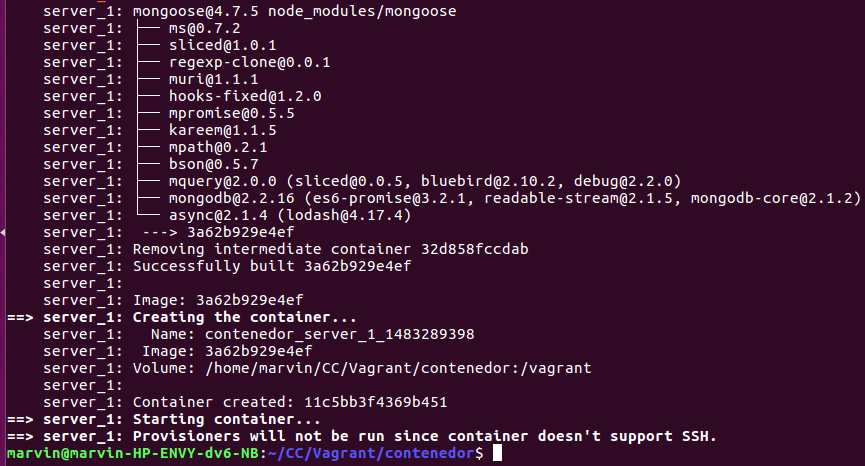 server_1: mongoose@4.7.5 node_modules/mongoose
server_1: ├── ms@0.7.2
server_1: ├── sliced@1.0.1
server_1: ├── regexp-clone@0.0.1
server_1: ├── muri@1.1.1
server_1: ├── hooks-fixed@1.2.0
server_1: ├── mpromise@0.5.5
server_1: ├── kareem@1.1.5
server_1: ├── mpath@0.2.1
server_1: ├── bson@0.5.7
server_1: ├── mquery@2.0.0 (sliced@0.0.5, bluebird@2.10.2, debug@2.2.0)
server_1: ├── mongodb@2.2.16 (es6-promise@3.2.1, readable-stream@2.1.5, mongodb-core@2.1.2)
server_1: └── async@2.1.4 (lodash@4.17.4)
server_1:  ---> 3a62b929e4ef
server_1: Removing intermediate container 32d858fccdab
server_1: Successfully built 3a62b929e4ef
server_1:
server_1: Image: 3a62b929e4ef
==> server_1: Creating the container...
server_1:   Name: contenedor_server_1_1483289398
server_1:  Image: 3a62b929e4ef
server_1: Volume: /home/marvin/CC/Vagrant/contenedor:/vagrant
server_1:
server_1: Container created: 11c5bb3f4369b451
==> server_1: Starting container...
==> server_1: Provisioners will not be run since container doesn't support SSH.
marvin@marvin-HP-ENVY-dv6-NB:~/CC/Vagrant/contenedor$